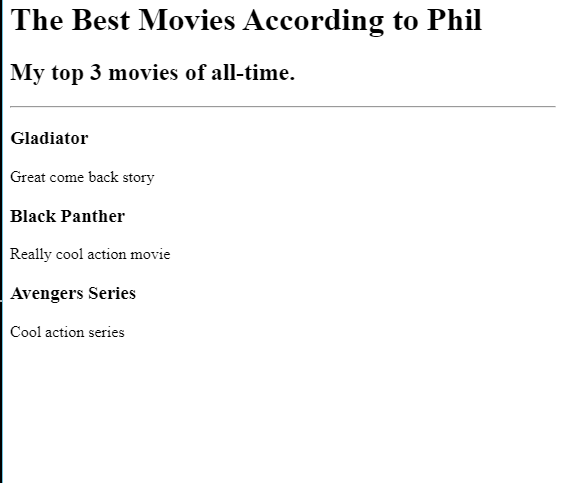 The Best Movies According to Phil
My top 3 movies of all-time.
Gladiator
Great come back story
Black Panther
Really cool action movie
Avengers Series
Cool action series